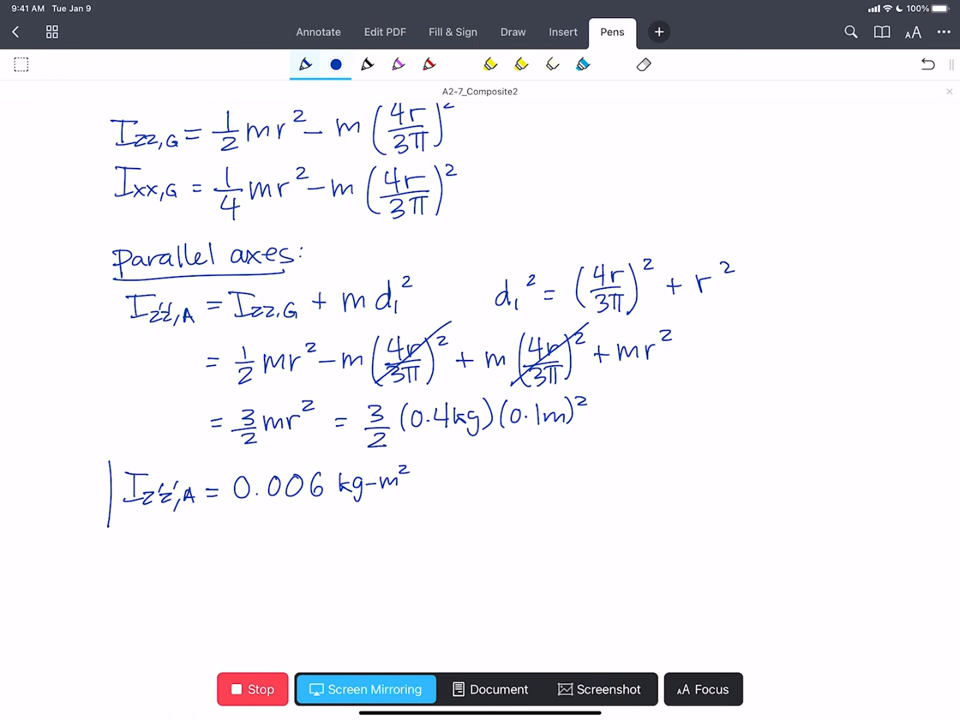 9:41 AM Tue Jan 9 100%
Annotate Edit PDF Fill & Sign Draw Insert Pens
AA
A2-7_Composite2
Izz,G = 1/2 mr² - m (4r/3π)²
Ixx,G = 1/4 mr² - m (4r/3π)²
Parallel axes:
Iz'z',A = Izz,G + m d₁² d₁² = (4r/3π)² + r²
= 1/2 mr² - m (4r/3π)² + m (4r/3π)² + mr²
= 3/2 mr² = 3/2 (0.4kg)(0.1m)²
Iz'z',A = 0.006 kg-m²
Stop Screen Mirroring Document Screenshot AA Focus